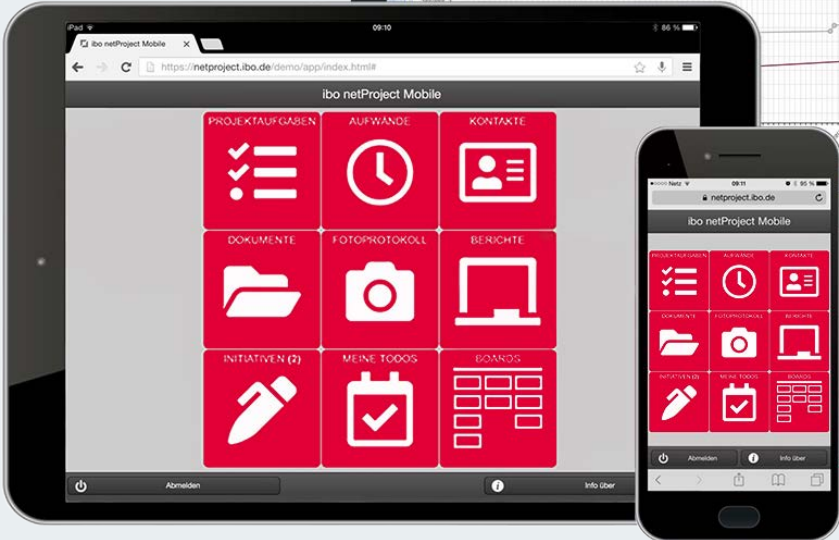 iPad 09:10 86 %
ibo netProject Mobile
https://netproject.ibo.de/demo/app/index.html#
ibo netProject Mobile
PROJEKTAUFGABEN AUFWÄNDE KONTAKTE
DOKUMENTE FOTOPROTOKOLL BERICHTE
INITIATIVEN (2) MEINE TODOS BOARDS
Abmelden Info über
Netz 09:11 95 %
netproject.ibo.de
ibo netProject Mobile
PROJEKTAUFGABEN AUFWÄNDE KONTAKTE
DOKUMENTE FOTOPROTOKOLL BERICHTE
INITIATIVEN (2) MEINE TODOS BOARDS
Abmelden Info über